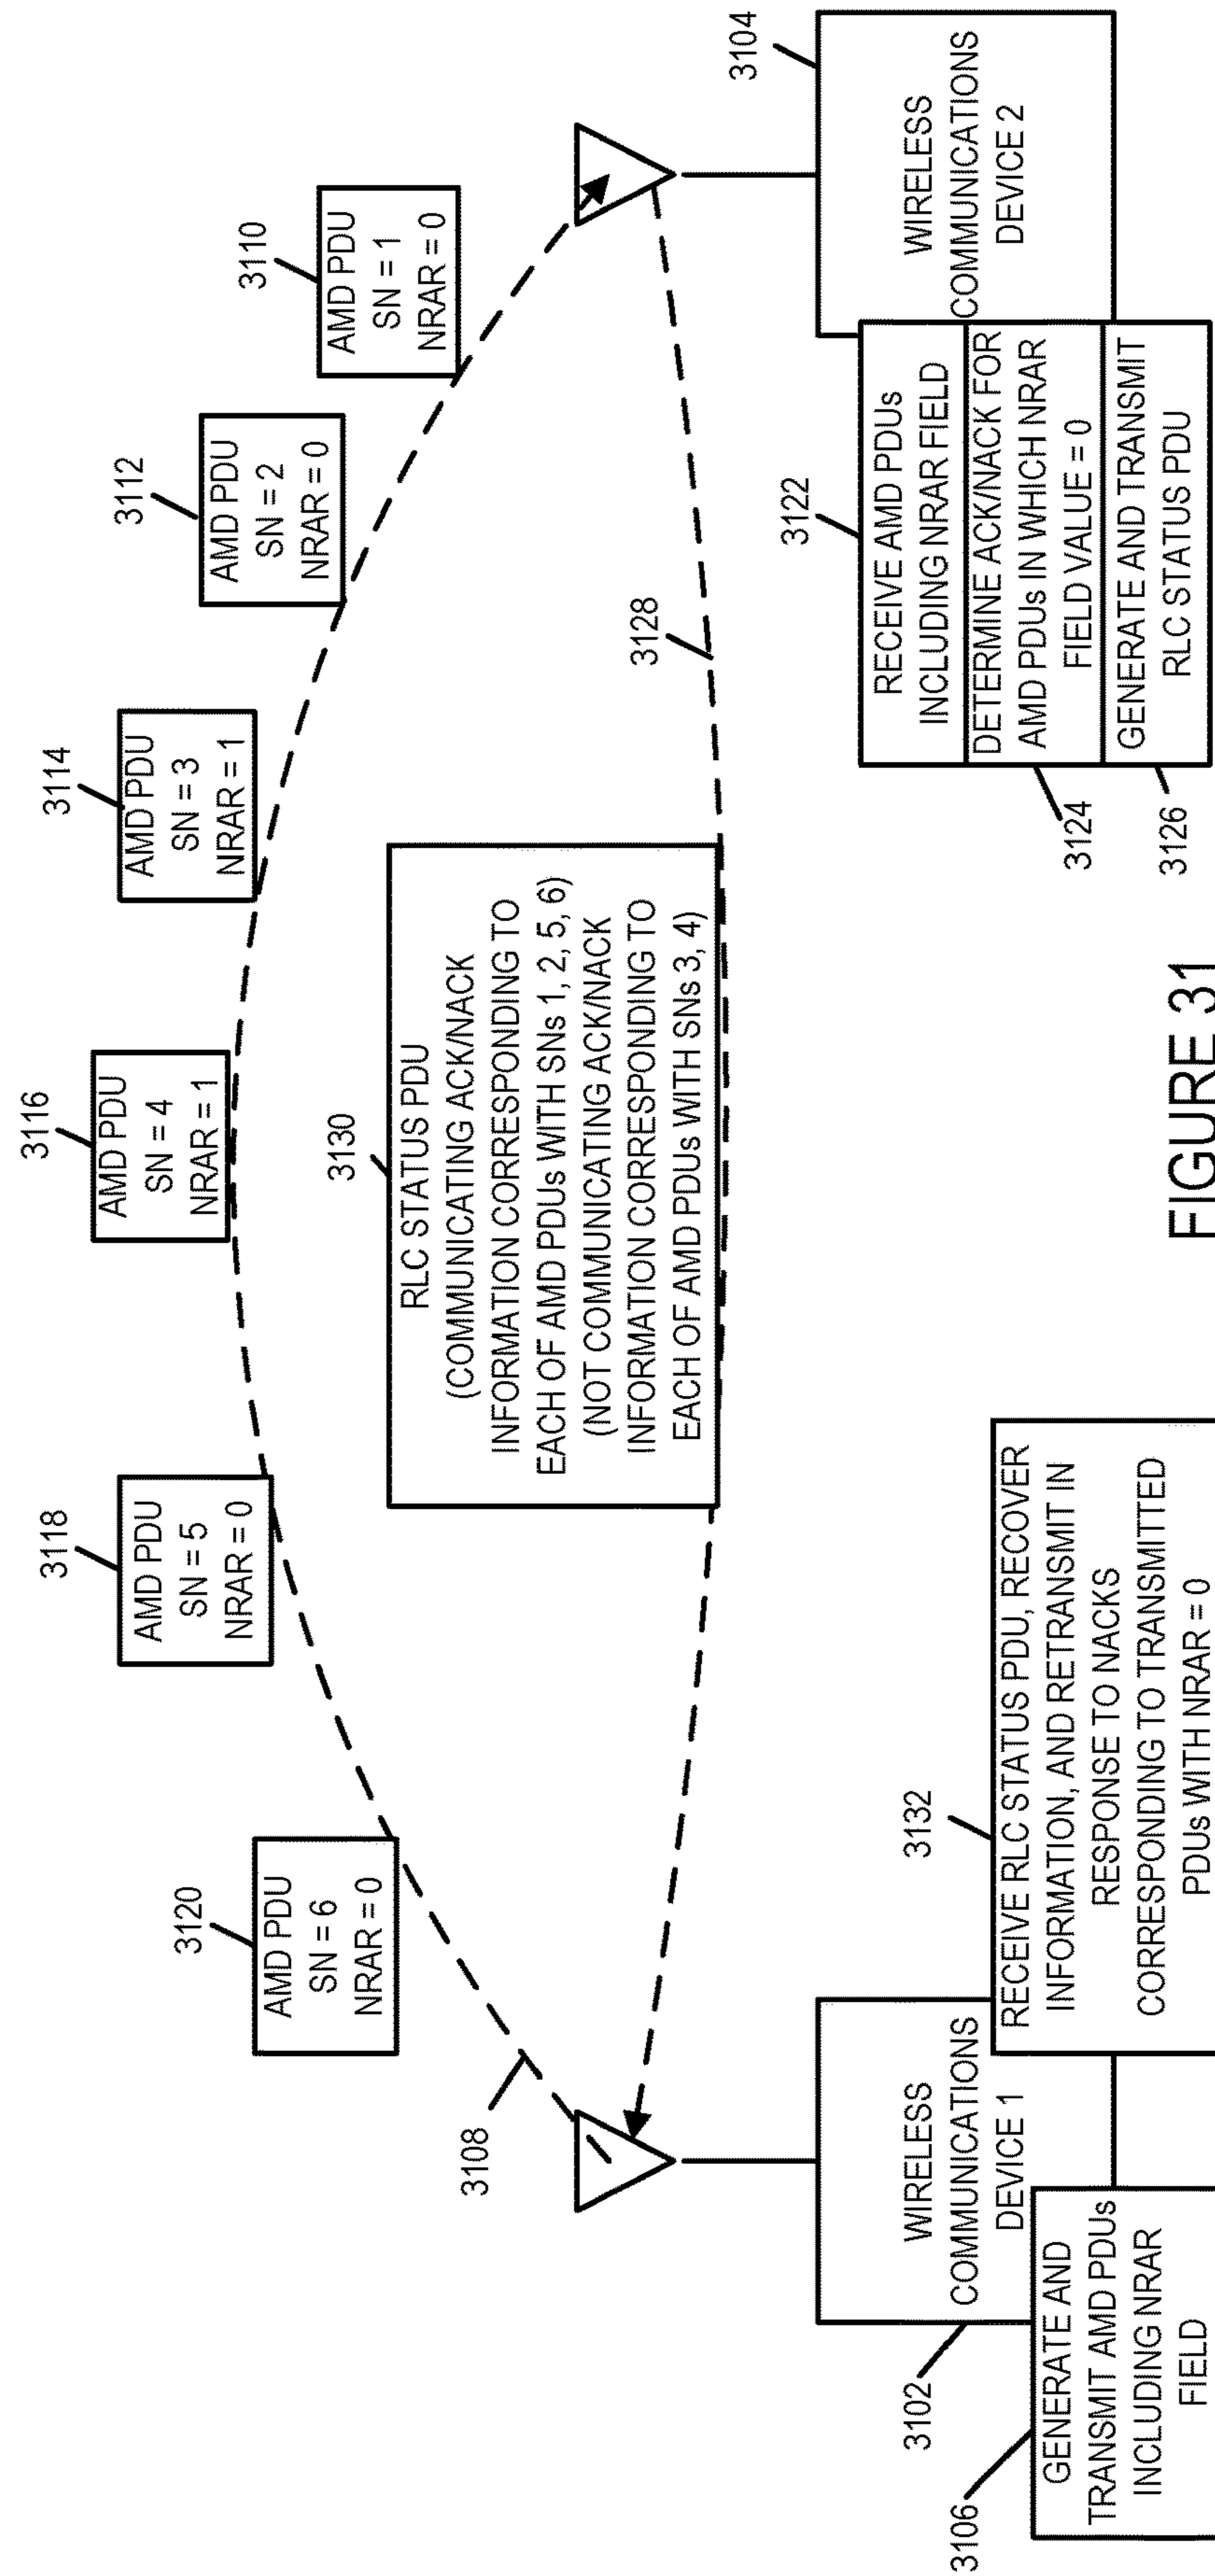 3120
AMD PDU
SN = 6
NRAR = 0
3118
AMD PDU
SN = 5
NRAR = 0
3116
AMD PDU
SN = 4
NRAR = 1
3114
AMD PDU
SN = 3
NRAR = 1
3112
AMD PDU
SN = 2
NRAR = 0
3110
AMD PDU
SN = 1
NRAR = 0
3108
3130
RLC STATUS PDU
(COMMUNICATING ACK/NACK
INFORMATION CORRESPONDING TO
EACH OF AMD PDUs WITH SNs 1, 2, 5, 6)
(NOT COMMUNICATING ACK/NACK
INFORMATION CORRESPONDING TO
EACH OF AMD PDUs WITH SNs 3, 4)
3128
3102
WIRELESS
COMMUNICATIONS
DEVICE 1
3106
GENERATE AND
TRANSMIT AMD PDUs
INCLUDING NRAR
FIELD
3132
RECEIVE RLC STATUS PDU, RECOVER
INFORMATION, AND RETRANSMIT IN
RESPONSE TO NACKS
CORRESPONDING TO TRANSMITTED
PDUs WITH NRAR = 0
3104
WIRELESS
COMMUNICATIONS
DEVICE 2
3122
RECEIVE AMD PDUs
INCLUDING NRAR FIELD
3124
DETERMINE ACK/NACK FOR
AMD PDUs IN WHICH NRAR
FIELD VALUE = 0
3126
GENERATE AND TRANSMIT
RLC STATUS PDU
FIGURE 31